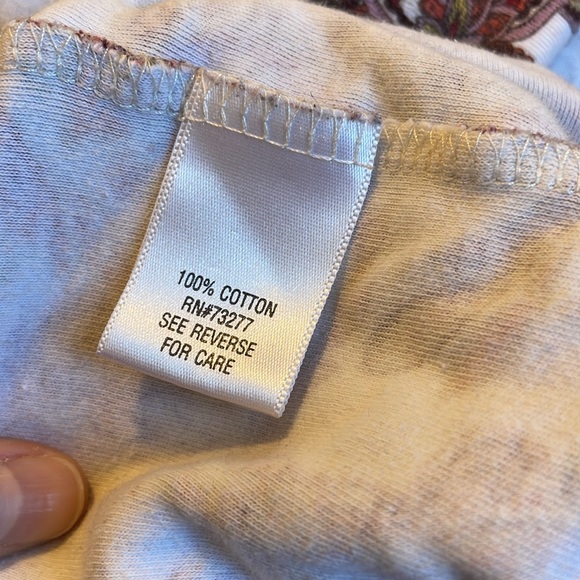 100% COTTON
RN#73277
SEE REVERSE
FOR CARE